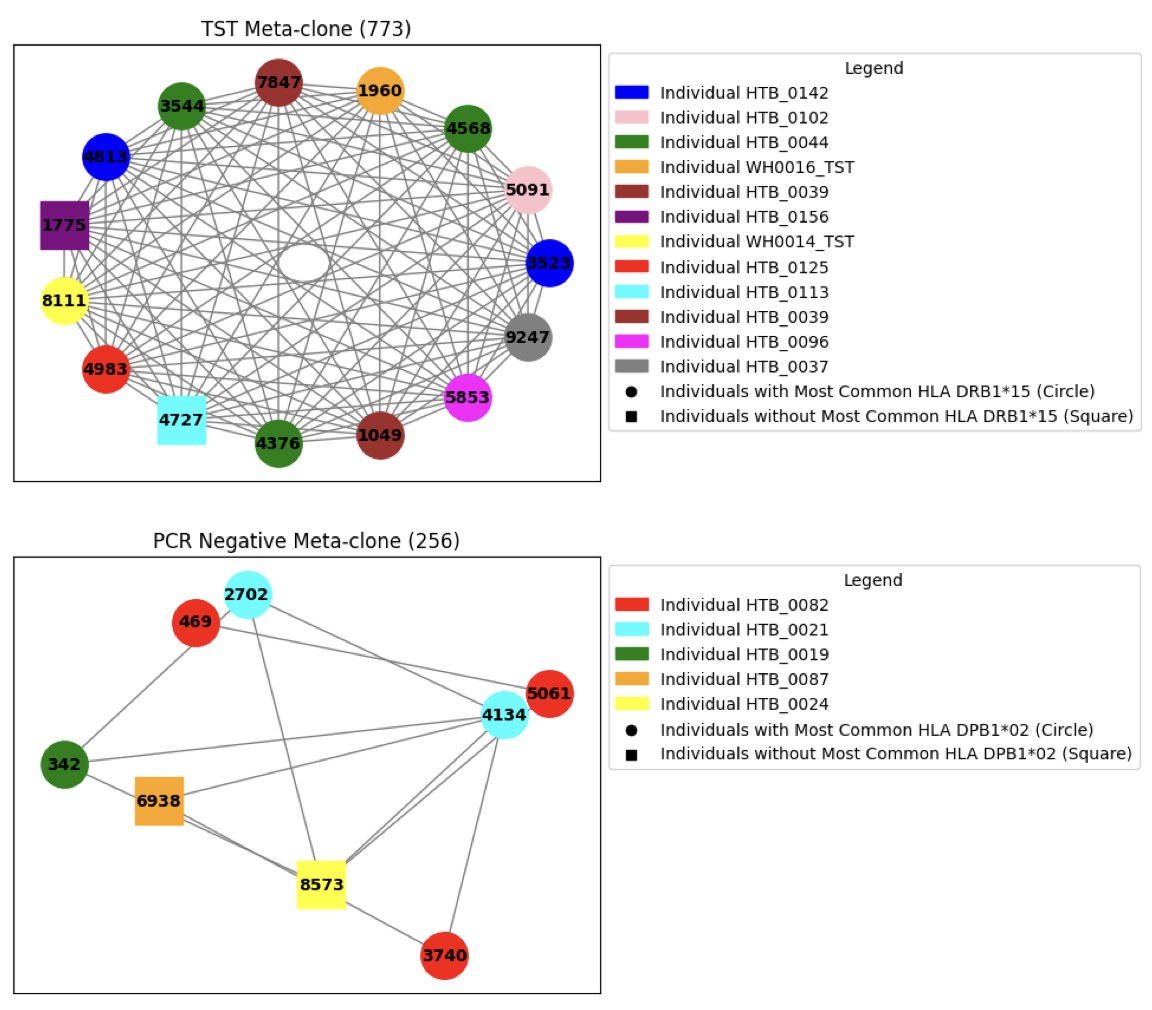 TST Meta-clone (773)
7847
1960
3544
4568
4813
5091
1775
3523
8111
9247
4983
5853
4727
1049
4376
Legend
Individual HTB_0142
Individual HTB_0102
Individual HTB_0044
Individual WH0016_TST
Individual HTB_0039
Individual HTB_0156
Individual WH0014_TST
Individual HTB_0125
Individual HTB_0113
Individual HTB_0039
Individual HTB_0096
Individual HTB_0037
Individuals with Most Common HLA DRB1*15 (Circle)
Individuals without Most Common HLA DRB1*15 (Square)
PCR Negative Meta-clone (256)
2702
469
5061
4134
342
6938
8573
3740
Legend
Individual HTB_0082
Individual HTB_0021
Individual HTB_0019
Individual HTB_0087
Individual HTB_0024
Individuals with Most Common HLA DPB1*02 (Circle)
Individuals without Most Common HLA DPB1*02 (Square)